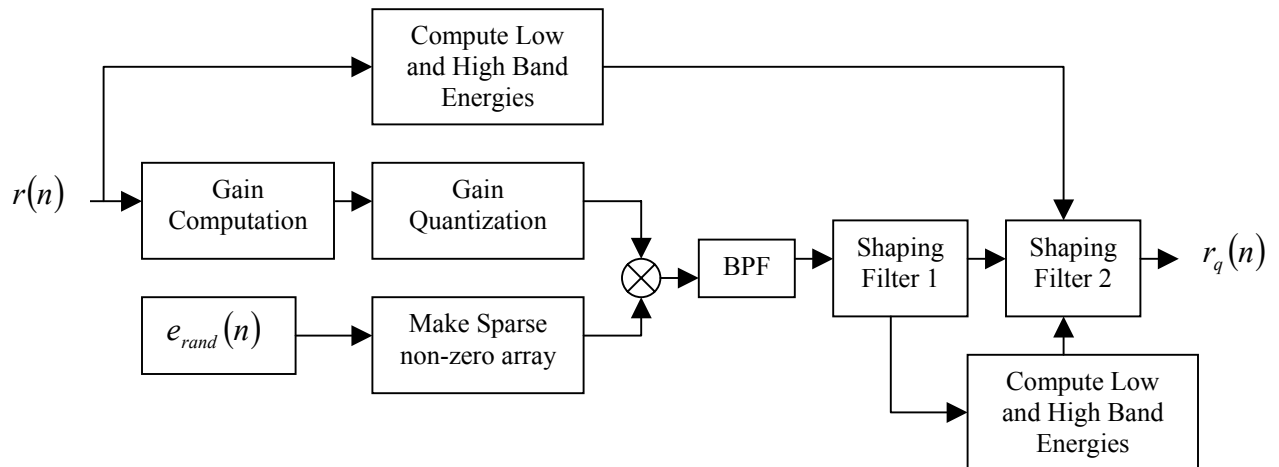 Compute Low
and High Band
Energies
r(n)
Gain
Computation
Gain
Quantization
BPF
Shaping
Filter 1
Shaping
Filter 2
r_q(n)
e_rand(n)
Make Sparse
non-zero array
Compute Low
and High Band
Energies